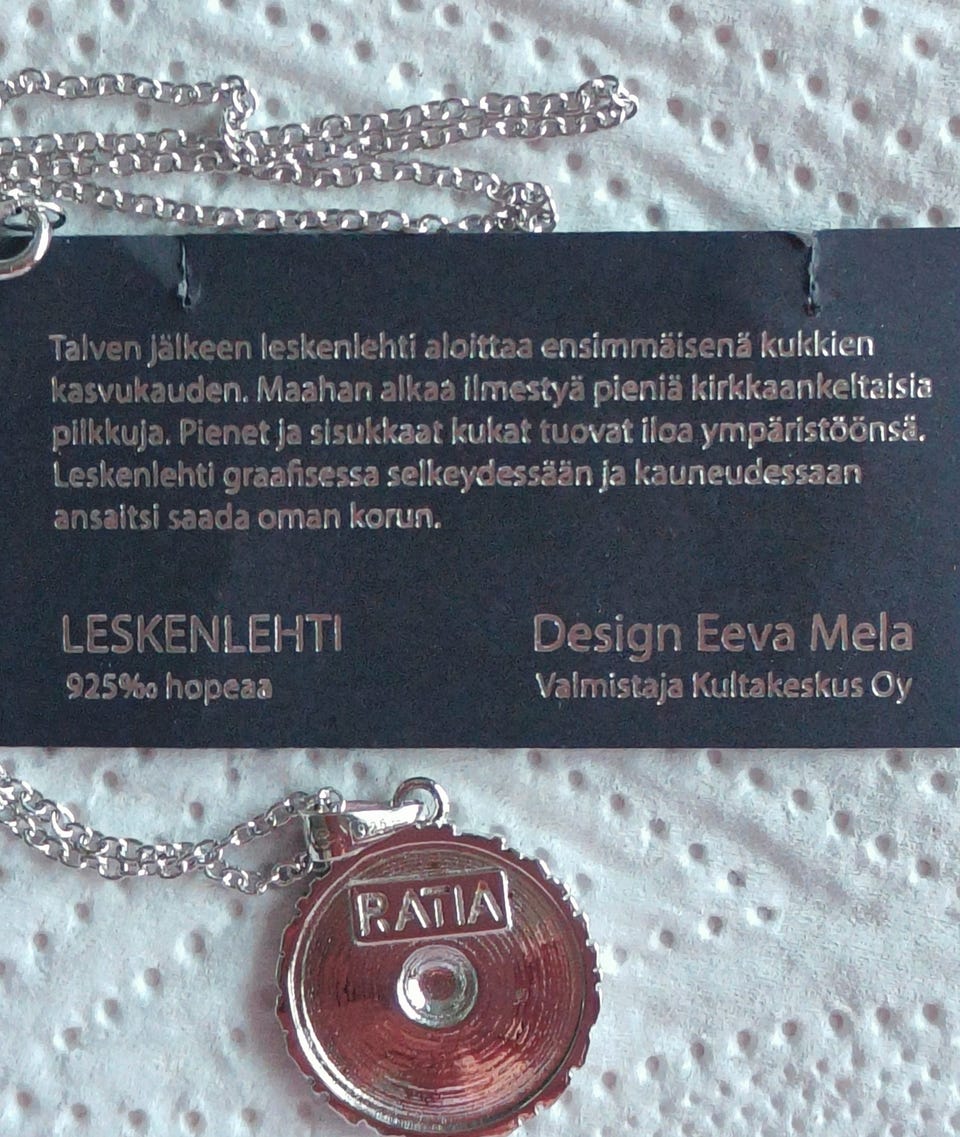 Talven jälkeen leskenlehti aloittaa ensimmäisenä kukkien
kasvukauden. Maahan alkaa ilmestyä pieniä kirkkaankeltaisia
pilkkuja. Pienet ja sisukkaat kukat tuovat iloa ympäristöönsä.
Leskenlehti graafisessa selkeydessään ja kauneudessaan
ansaitsi saada oman korun.
LESKENLEHTI
925‰ hopeaa
Design Eeva Mela
Valmistaja Kultakeskus Oy
925
RATIA